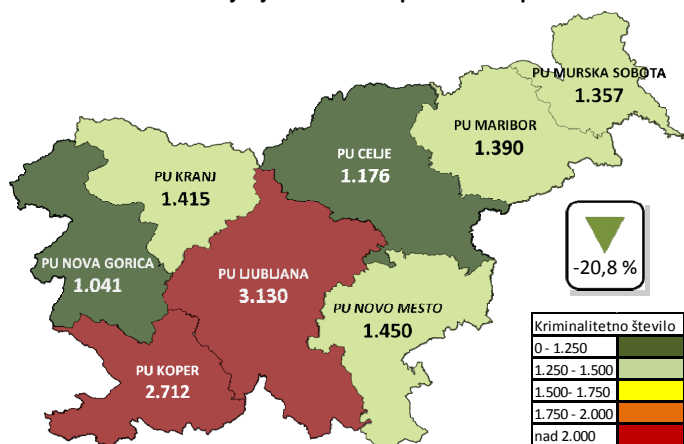 PU MURSKA SOBOTA
1.357
PU MARIBOR
1.390
PU CELJE
1.176
PU KRANJ
1.415
PU NOVA GORICA
1.041
PU LJUBLJANA
3.130
PU NOVO MESTO
1.450
PU KOPER
2.712
-20,8 %
Kriminalitetno število
0 - 1.250
1.250 - 1.500
1.500- 1.750
1.750 - 2.000
nad 2.000